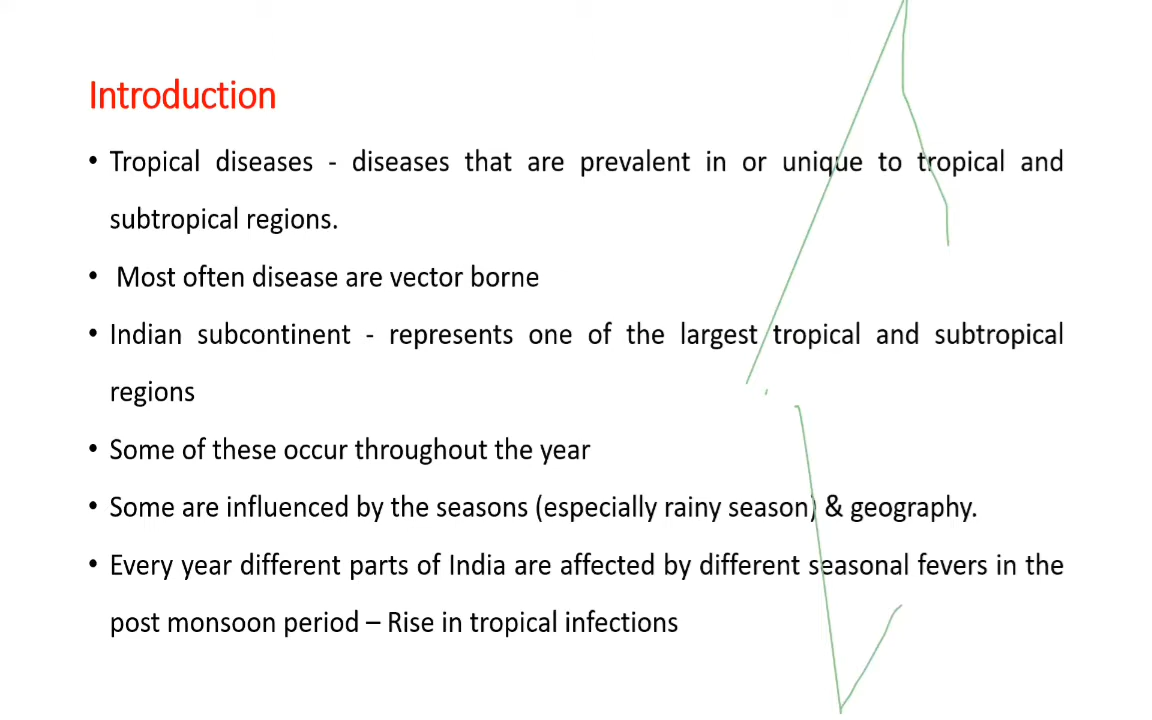 Introduction
• Tropical diseases - diseases that are prevalent in or unique to tropical and
subtropical regions.
• Most often disease are vector borne
• Indian subcontinent - represents one of the largest tropical and subtropical
regions
• Some of these occur throughout the year
• Some are influenced by the seasons (especially rainy season) & geography.
• Every year different parts of India are affected by different seasonal fevers in the
post monsoon period – Rise in tropical infections